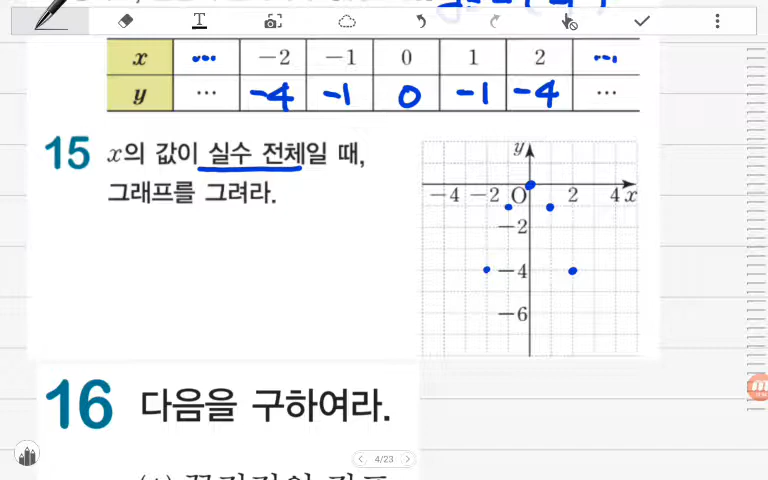 x ... -2 -1 0 1 2 ...
y ... -4 -1 0 -1 -4 ...
15 x의 값이 실수 전체일 때,
그래프를 그려라.
y
-4 -2 O 2 4 x
-2
-4
-6
16 다음을 구하여라.
4/23